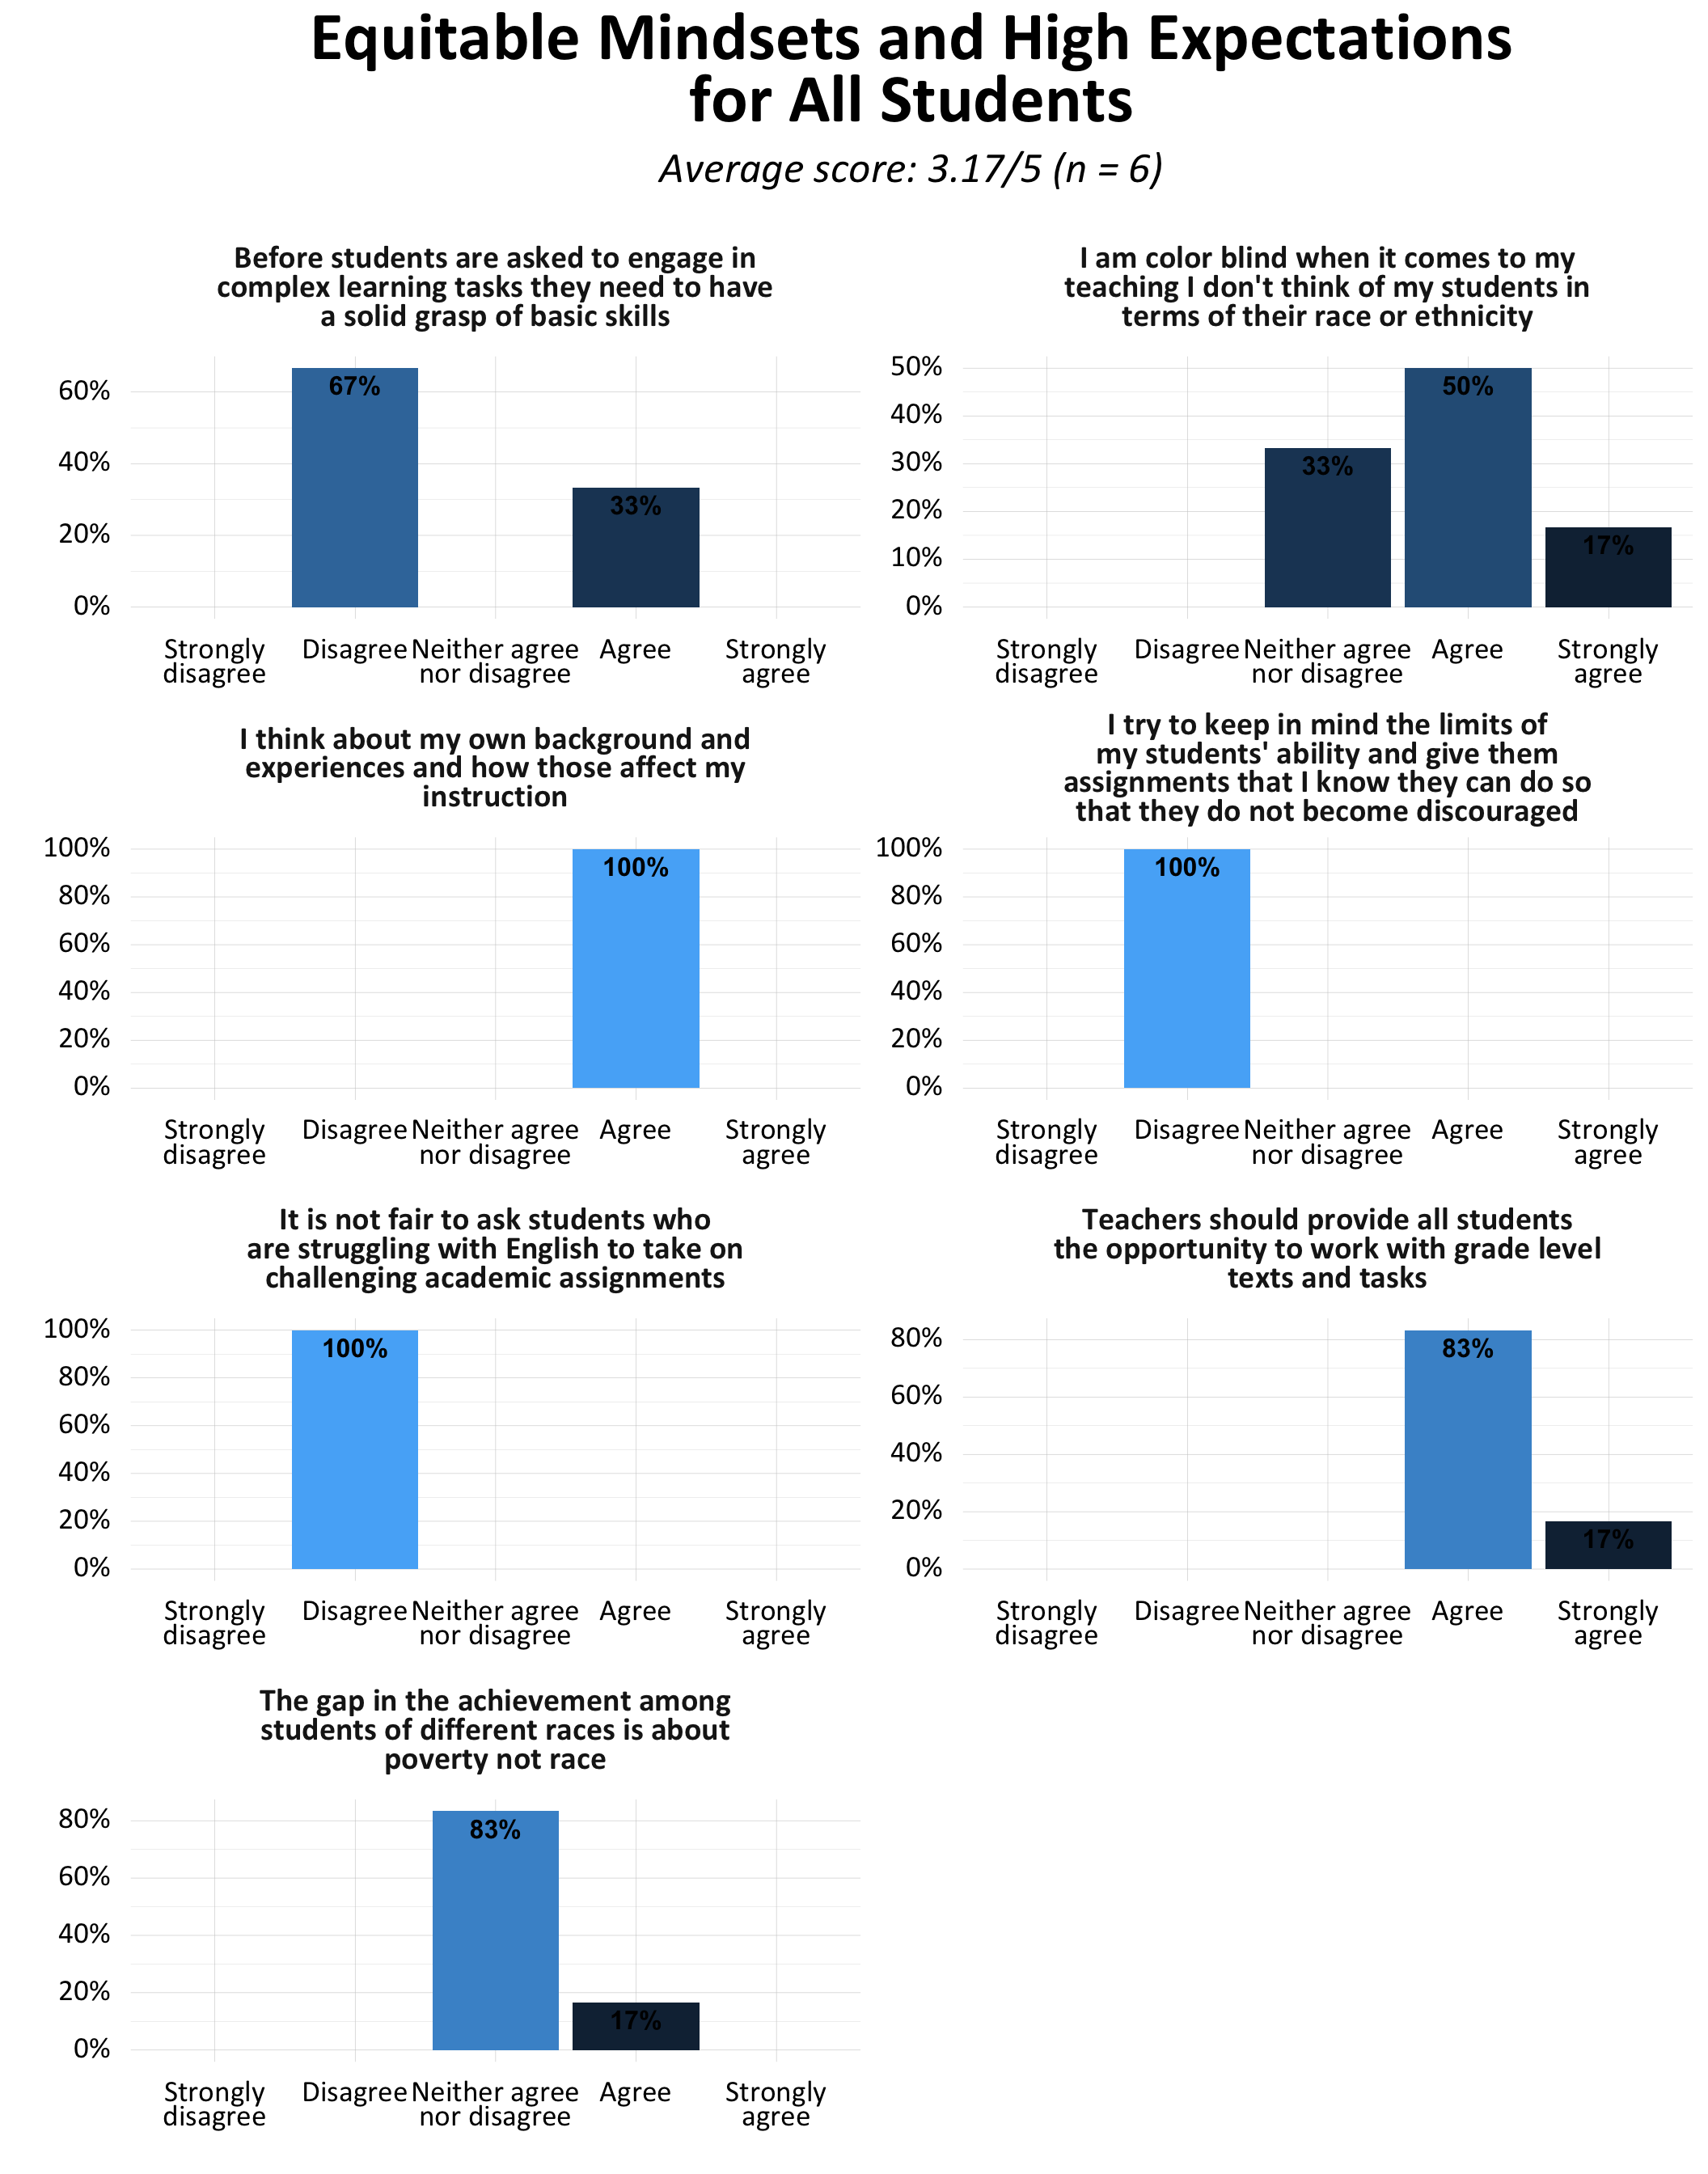 Equitable Mindsets and High Expectations
for All Students
Average score: 3.17/5 (n = 6)
Before students are asked to engage in
complex learning tasks they need to have
a solid grasp of basic skills
60%
40%
20%
0%
67%
33%
Strongly disagree
Disagree
Neither agree nor disagree
Agree
Strongly agree
I am color blind when it comes to my
teaching I don't think of my students in
terms of their race or ethnicity
50%
40%
30%
20%
10%
0%
33%
50%
17%
Strongly disagree
Disagree
Neither agree nor disagree
Agree
Strongly agree
I think about my own background and
experiences and how those affect my
instruction
100%
80%
60%
40%
20%
0%
100%
Strongly disagree
Disagree
Neither agree nor disagree
Agree
Strongly agree
I try to keep in mind the limits of
my students' ability and give them
assignments that I know they can do so
that they do not become discouraged
100%
80%
60%
40%
20%
0%
100%
Strongly disagree
Disagree
Neither agree nor disagree
Agree
Strongly agree
It is not fair to ask students who
are struggling with English to take on
challenging academic assignments
100%
80%
60%
40%
20%
0%
100%
Strongly disagree
Disagree
Neither agree nor disagree
Agree
Strongly agree
Teachers should provide all students
the opportunity to work with grade level
texts and tasks
80%
60%
40%
20%
0%
83%
17%
Strongly disagree
Disagree
Neither agree nor disagree
Agree
Strongly agree
The gap in the achievement among
students of different races is about
poverty not race
80%
60%
40%
20%
0%
83%
17%
Strongly disagree
Disagree
Neither agree nor disagree
Agree
Strongly agree